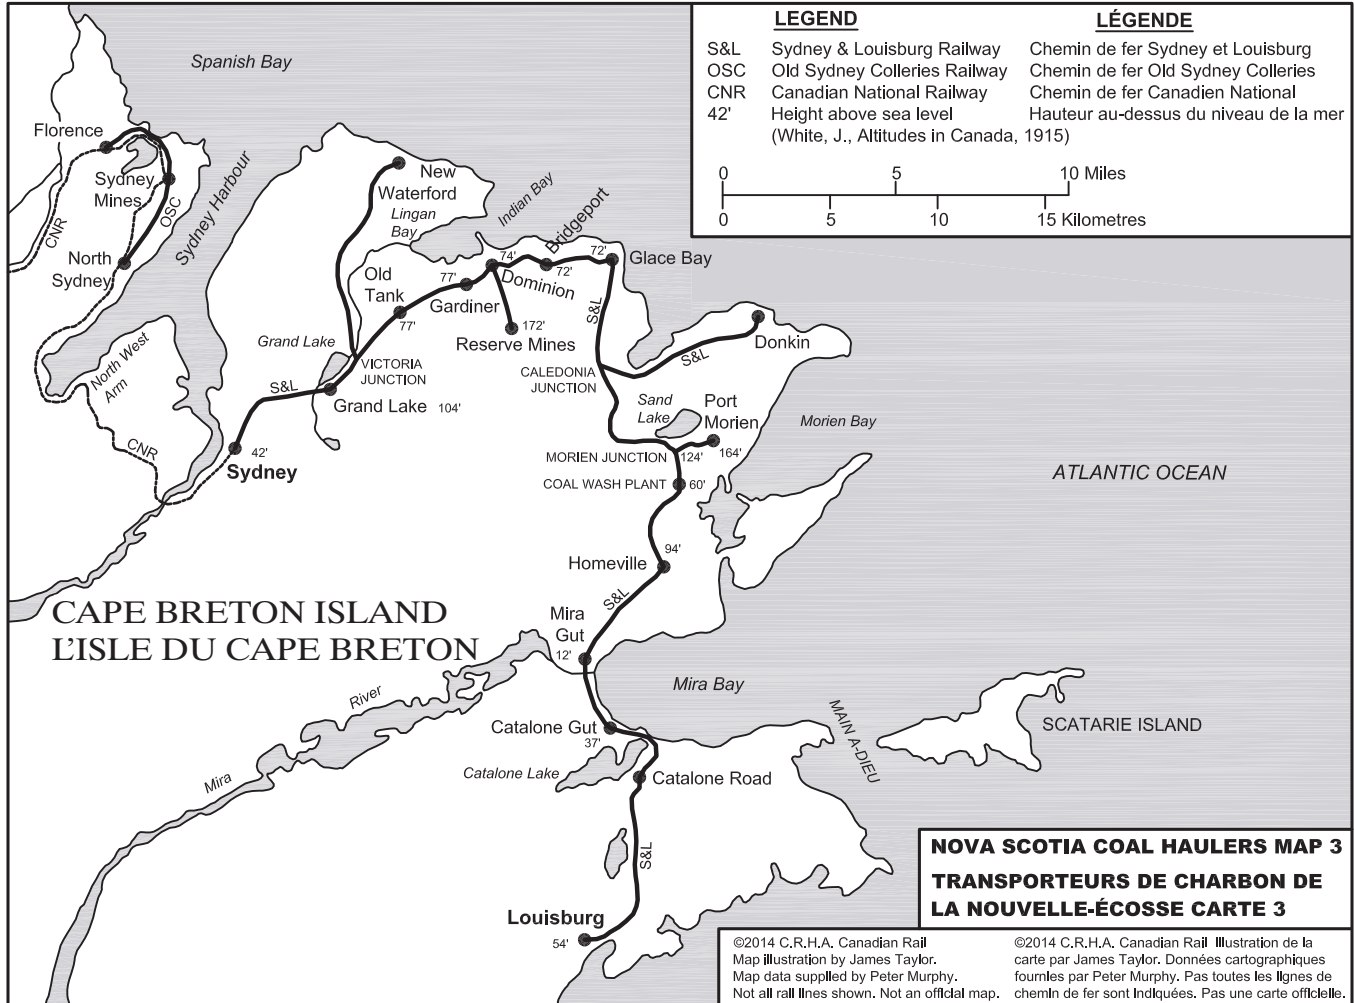 LEGEND
LÉGENDE
S&L Sydney & Louisburg Railway Chemin de fer Sydney et Louisburg
OSC Old Sydney Colleries Railway Chemin de fer Old Sydney Colleries
CNR Canadian National Railway Chemin de fer Canadien National
42' Height above sea level Hauteur au-dessus du niveau de la mer
(White, J., Altitudes in Canada, 1915)
0 5 10 Miles
0 5 10 15 Kilometres
Spanish Bay
Florence
Sydney
Mines
OSC
CNR
North
Sydney
Sydney Harbour
New
Waterford
Lingan
Bay
Indian Bay
Bridgeport
72'
74'
72'
Glace Bay
Old
Tank
77'
77'
Gardiner
Dominion
172'
Reserve Mines
S&L
Donkin
S&L
Grand Lake
VICTORIA
JUNCTION
CALEDONIA
JUNCTION
North West
Arm
S&L
Grand Lake 104'
Sand
Lake
Port
Morien
Morien Bay
CNR
42'
Sydney
MORIEN JUNCTION 124' 164'
COAL WASH PLANT 60'
ATLANTIC OCEAN
94'
Homeville
S&L
CAPE BRETON ISLAND
L'ISLE DU CAPE BRETON
Mira
Gut
12'
River
Mira Bay
Mira
Catalone Gut
37'
MAIN A-DIEU
SCATARIE ISLAND
Catalone Lake
Catalone Road
S&L
Louisburg
54'
NOVA SCOTIA COAL HAULERS MAP 3
TRANSPORTEURS DE CHARBON DE
LA NOUVELLE-ÉCOSSE CARTE 3
©2014 C.R.H.A. Canadian Rail
Map illustration by James Taylor.
Map data supplied by Peter Murphy.
Not all rail lines shown. Not an official map.
©2014 C.R.H.A. Canadian Rail Illustration de la
carte par James Taylor. Données cartographiques
fournies par Peter Murphy. Pas toutes les lignes de
chemin de fer sont indiquées. Pas une carte officielle.